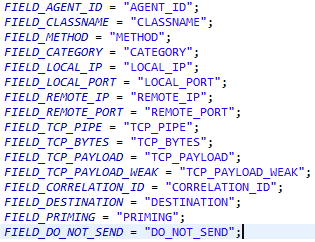 FIELD_AGENT_ID = "AGENT_ID";
FIELD_CLASSNAME = "CLASSNAME";
FIELD_METHOD = "METHOD";
FIELD_CATEGORY = "CATEGORY";
FIELD_LOCAL_IP = "LOCAL_IP";
FIELD_LOCAL_PORT = "LOCAL_PORT";
FIELD_REMOTE_IP = "REMOTE_IP";
FIELD_REMOTE_PORT = "REMOTE_PORT";
FIELD_TCP_PIPE = "TCP_PIPE";
FIELD_TCP_BYTES = "TCP_BYTES";
FIELD_TCP_PAYLOAD = "TCP_PAYLOAD";
FIELD_TCP_PAYLOAD_WEAK = "TCP_PAYLOAD_WEAK";
FIELD_CORRELATION_ID = "CORRELATION_ID";
FIELD_DESTINATION = "DESTINATION";
FIELD_PRIMING = "PRIMING";
FIELD_DO_NOT_SEND = "DO_NOT_SEND";